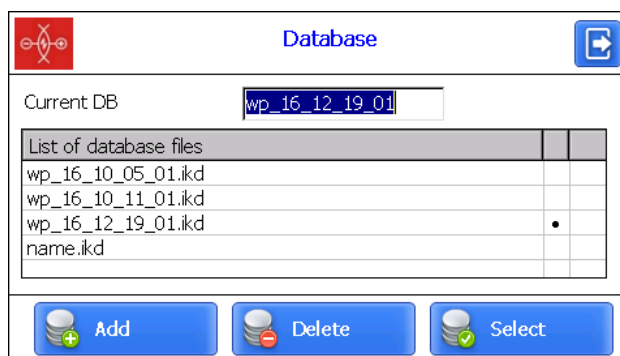 Database
Current DB wp_16_12_19_01
List of database files
wp_16_10_05_01.ikd
wp_16_10_11_01.ikd
wp_16_12_19_01.ikd •
name.ikd
Add Delete Select